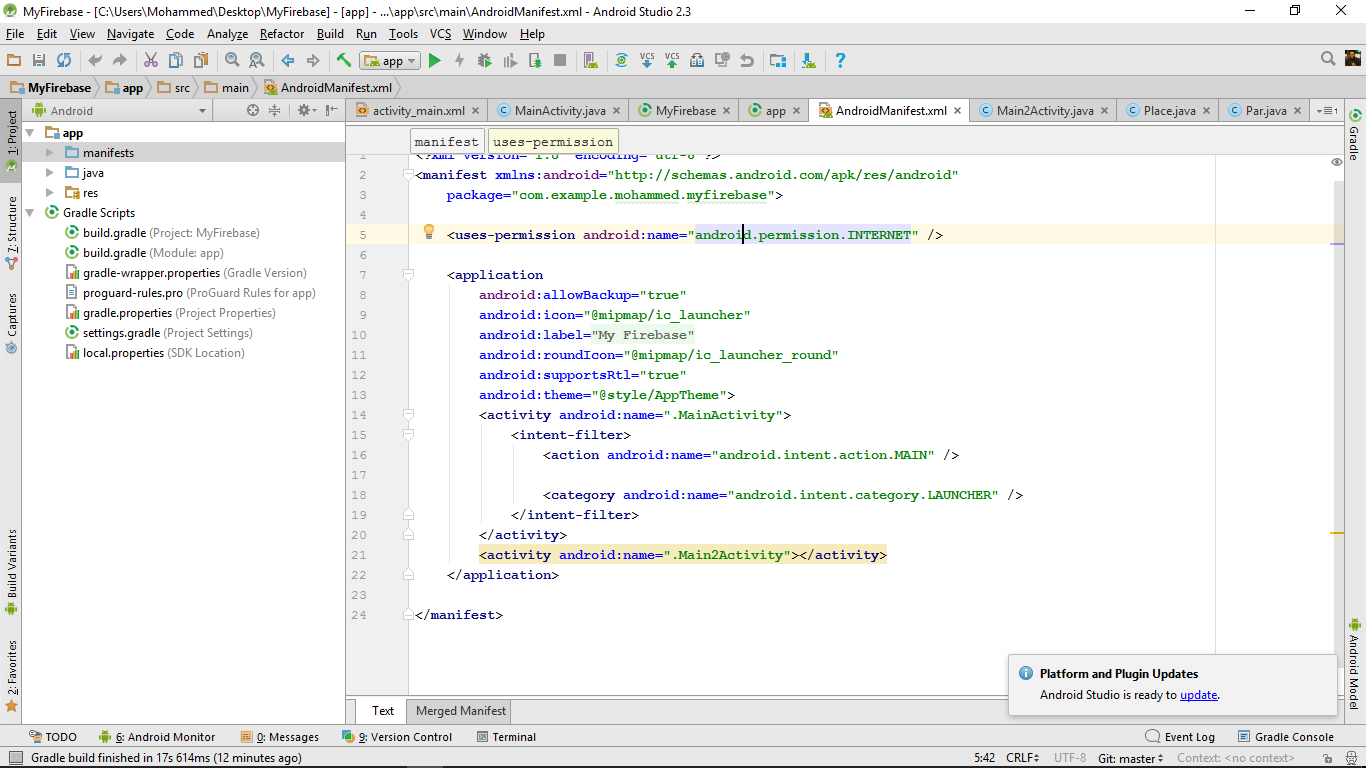 MyFirebase - [C:\Users\Mohammed\Desktop\MyFirebase] - [app] - ...\app\src\main\AndroidManifest.xml - Android Studio 2.3
File Edit View Navigate Code Analyze Refactor Build Run Tools VCS Window Help
app VCS VCS
MyFirebase app src main AndroidManifest.xml
Android
activity_main.xml MainActivity.java MyFirebase app AndroidManifest.xml Main2Activity.java Place.java Par.java 1
1: Project
7: Structure
Captures
Build Variants
2: Favorites
app
manifests
java
res
Gradle Scripts
build.gradle (Project: MyFirebase)
build.gradle (Module: app)
gradle-wrapper.properties (Gradle Version)
proguard-rules.pro (ProGuard Rules for app)
gradle.properties (Project Properties)
settings.gradle (Project Settings)
local.properties (SDK Location)
manifest uses-permission
1 <?xml version="1.0" encoding="utf-8"?>
2 <manifest xmlns:android="http://schemas.android.com/apk/res/android"
3 package="com.example.mohammed.myfirebase">
4
5 <uses-permission android:name="android.permission.INTERNET" />
6
7 <application
8 android:allowBackup="true"
9 android:icon="@mipmap/ic_launcher"
10 android:label="My Firebase"
11 android:roundIcon="@mipmap/ic_launcher_round"
12 android:supportsRtl="true"
13 android:theme="@style/AppTheme">
14 <activity android:name=".MainActivity">
15 <intent-filter>
16 <action android:name="android.intent.action.MAIN" />
17
18 <category android:name="android.intent.category.LAUNCHER" />
19 </intent-filter>
20 </activity>
21 <activity android:name=".Main2Activity"></activity>
22 </application>
23
24 </manifest>
Gradle
Android Model
Platform and Plugin Updates
Android Studio is ready to update.
Text Merged Manifest
TODO 6: Android Monitor 0: Messages 9: Version Control Terminal Event Log Gradle Console
Gradle build finished in 17s 614ms (12 minutes ago) 5:42 CRLF UTF-8 Git: master Context: <no context>